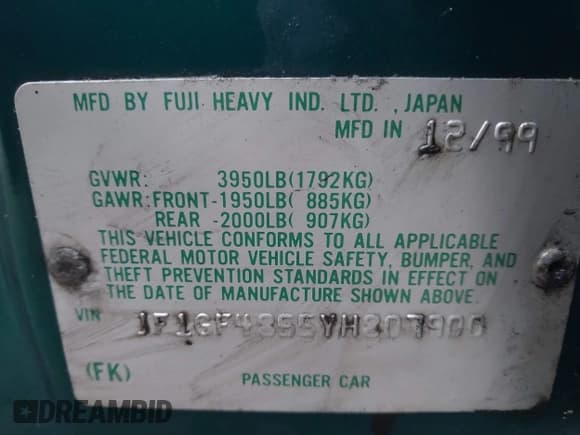 MFD BY FUJI HEAVY IND. LTD. , JAPAN
MFD IN 12/99
GVWR: 3950LB(1792KG)
GAWR:FRONT-1950LB( 885KG)
REAR -2000LB( 907KG)
THIS VEHICLE CONFORMS TO ALL APPLICABLE
FEDERAL MOTOR VEHICLE SAFETY, BUMPER, AND
THEFT PREVENTION STANDARDS IN EFFECT ON
THE DATE OF MANUFACTURE SHOWN ABOVE.
VIN JF1GF4355YH807900
(FK) PASSENGER CAR
DREAMBID